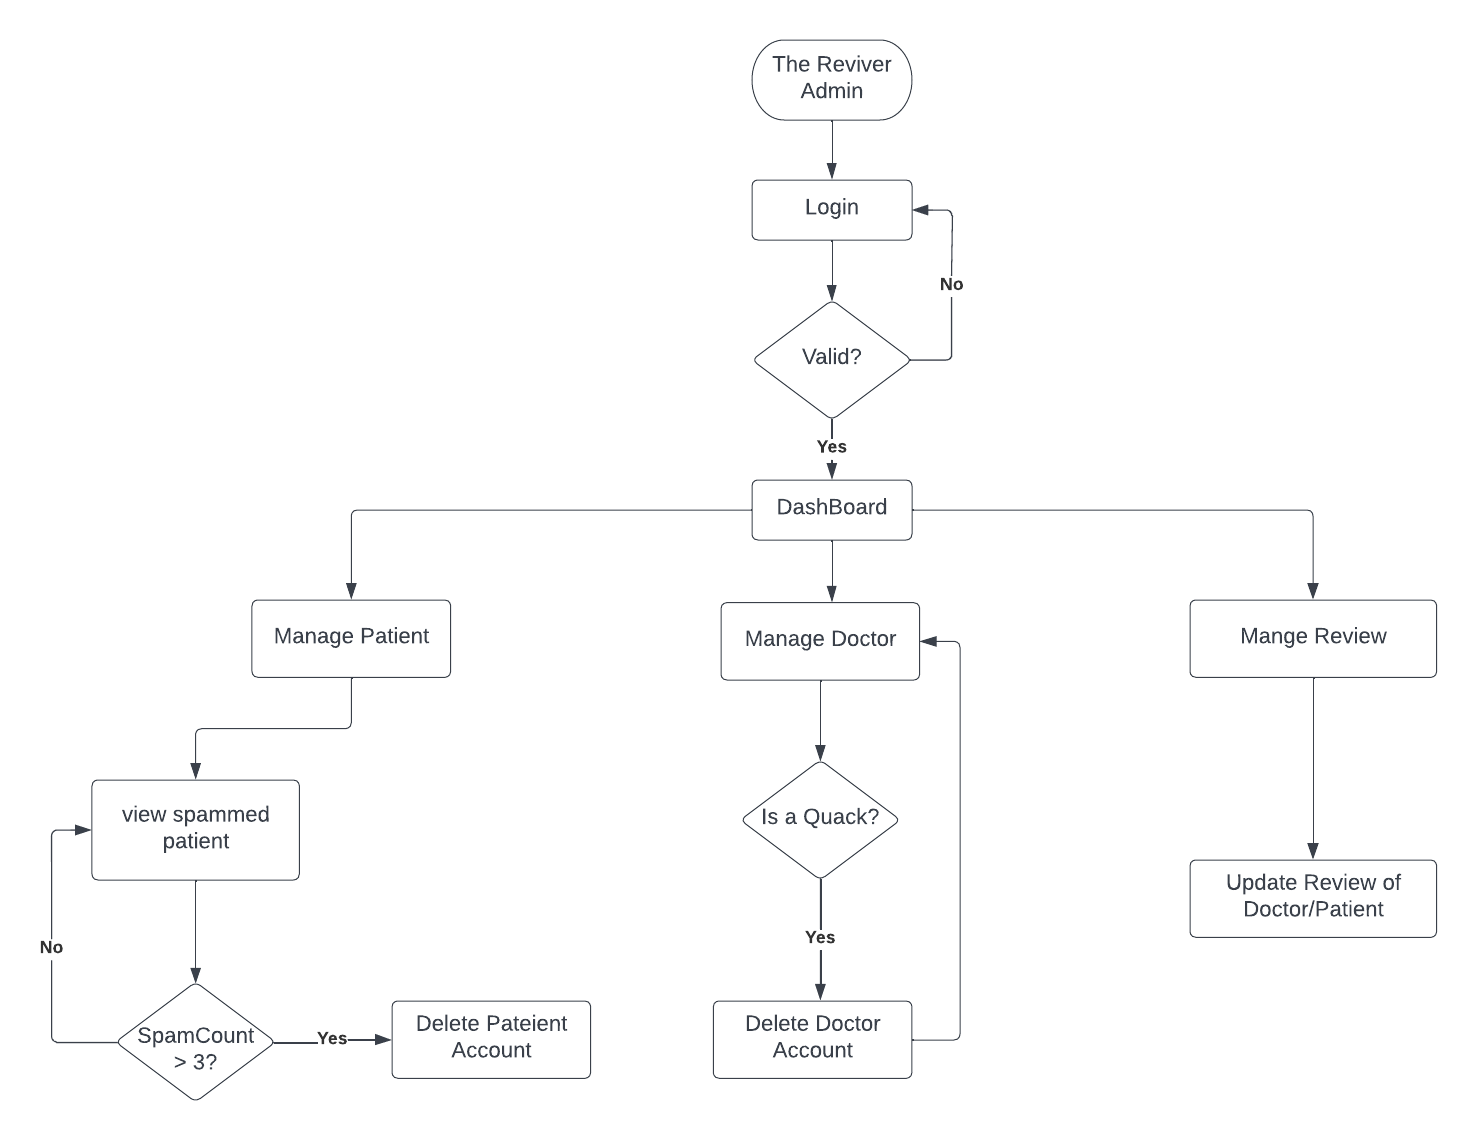 The Reviver
Admin
Login
No
Valid?
Yes
DashBoard
Manage Patient
Manage Doctor
Mange Review
view spammed
patient
Is a Quack?
Update Review of
Doctor/Patient
No
Yes
SpamCount
> 3?
Yes
Delete Pateient
Account
Delete Doctor
Account